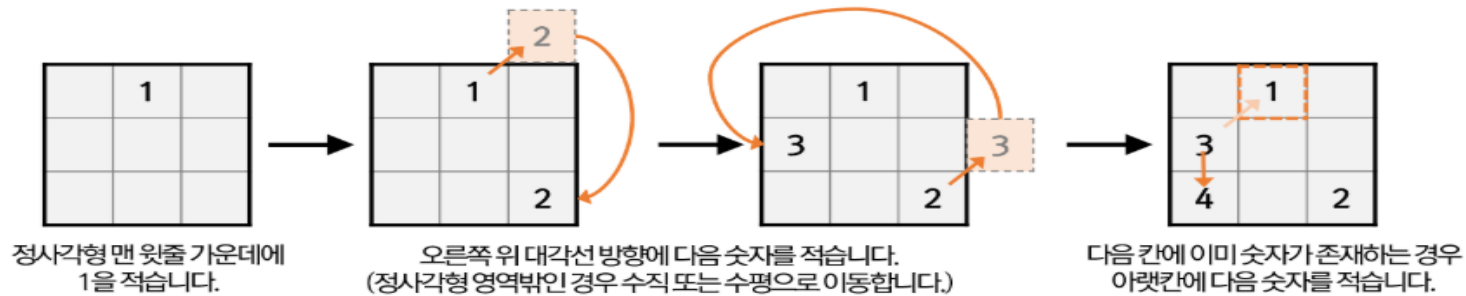 2
1
1
1
1
3
3
3
2
2
4
2
정사각형 맨 윗줄 가운데에
1을 적습니다.
오른쪽 위 대각선 방향에 다음 숫자를 적습니다.
(정사각형 영역밖인 경우 수직 또는 수평으로 이동합니다.)
다음 칸에 이미 숫자가 존재하는 경우
아랫칸에 다음 숫자를 적습니다.